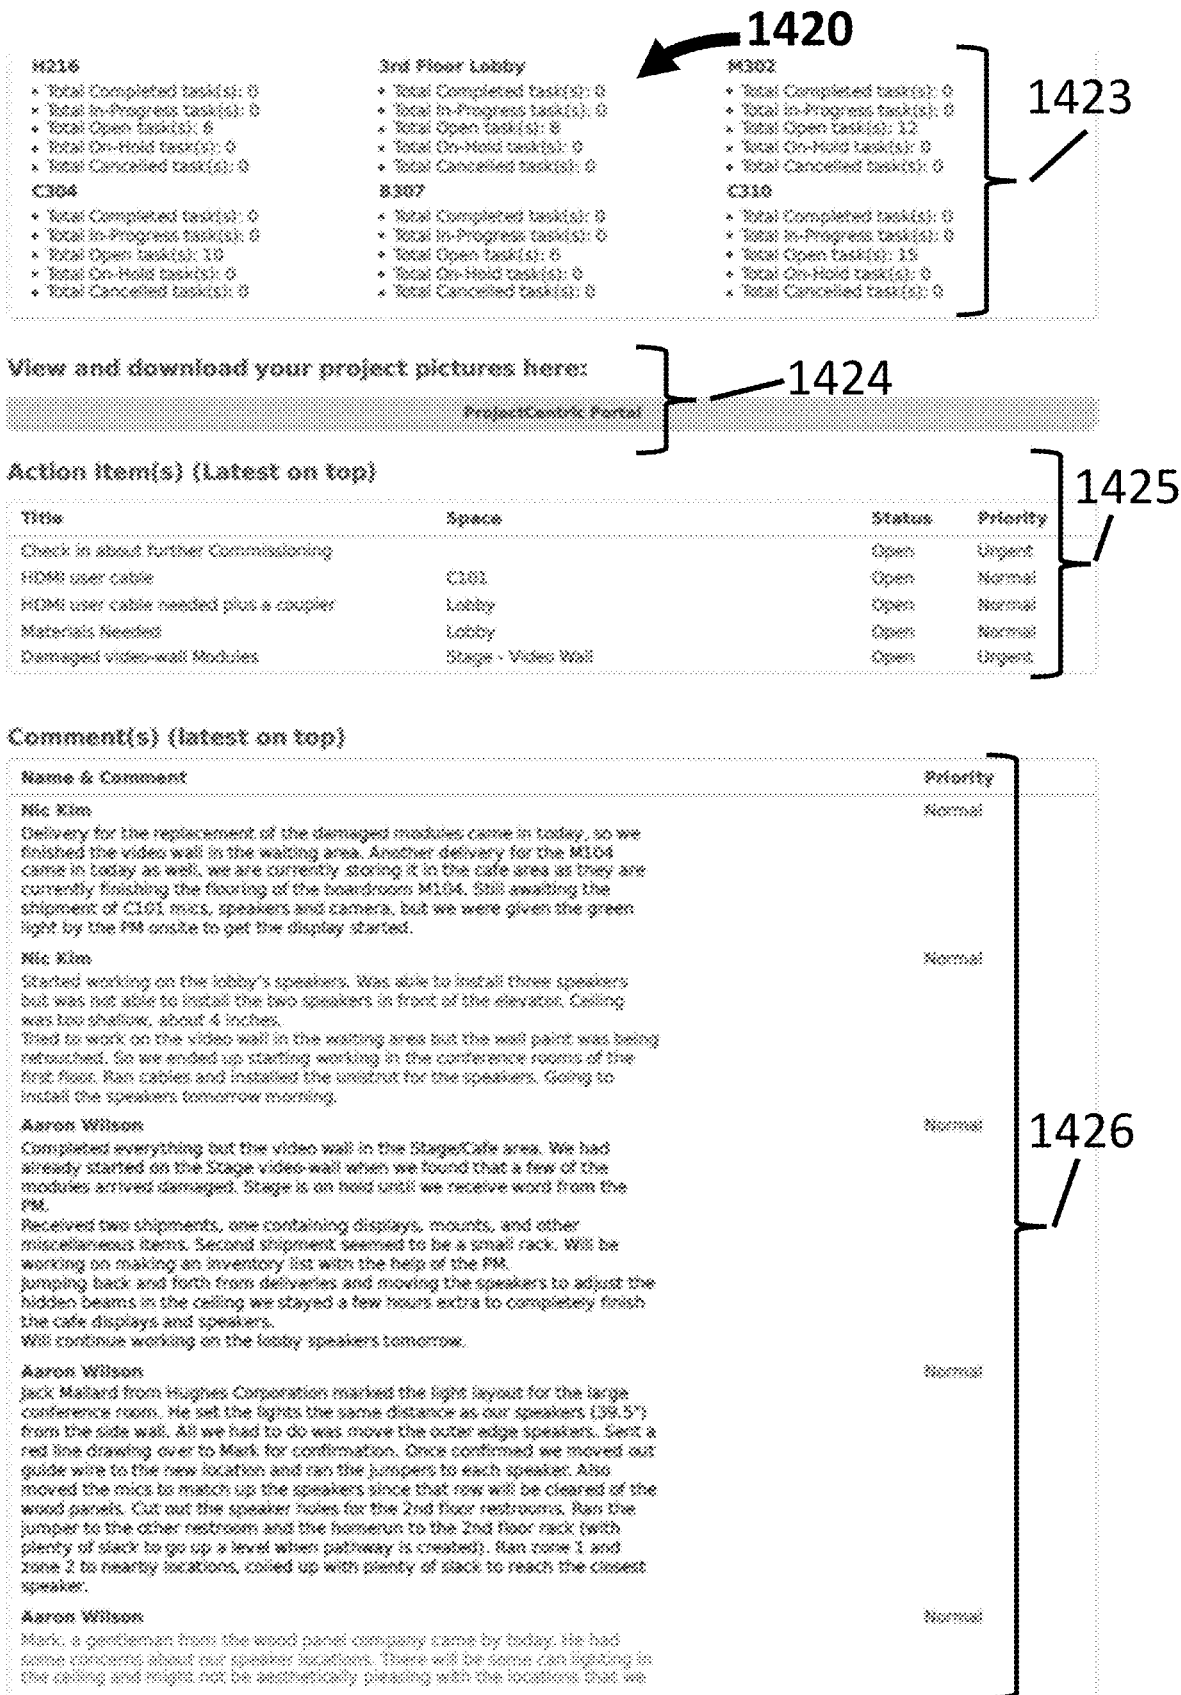 1420
H216 3rd Floor Lobby M302
• Total Completed task(s): 0 • Total Completed task(s): 0 • Total Completed task(s): 0
• Total In-Progress task(s): 0 • Total In-Progress task(s): 0 • Total In-Progress task(s): 0
• Total Open task(s): 6 • Total Open task(s): 8 • Total Open task(s): 12
• Total On-Hold task(s): 0 • Total On-Hold task(s): 0 • Total On-Hold task(s): 0
• Total Cancelled task(s): 0 • Total Cancelled task(s): 0 • Total Cancelled task(s): 0
1423
C304 B307 C310
• Total Completed task(s): 0 • Total Completed task(s): 0 • Total Completed task(s): 0
• Total In-Progress task(s): 0 • Total In-Progress task(s): 0 • Total In-Progress task(s): 0
• Total Open task(s): 10 • Total Open task(s): 6 • Total Open task(s): 15
• Total On-Hold task(s): 0 • Total On-Hold task(s): 0 • Total On-Hold task(s): 0
• Total Cancelled task(s): 0 • Total Cancelled task(s): 0 • Total Cancelled task(s): 0
View and download your project pictures here:
1424
ProjectCentric Portal
Action item(s) (Latest on top)
1425
Title Space Status Priority
Check in about further Commissioning Open Urgent
HDMI user cable C101 Open Normal
HDMI user cable needed plus a coupler Lobby Open Normal
Materials Needed Lobby Open Normal
Damaged video-wall Modules Stage - Video Wall Open Urgent
Comment(s) (latest on top)
Name & Comment Priority
Nic Kim Normal
Delivery for the replacement of the damaged modules came in today, so we
finished the video wall in the waiting area. Another delivery for the M104
came in today as well, we are currently storing it in the cafe area as they are
currently finishing the flooring of the boardroom M104. Still awaiting the
shipment of C101 mics, speakers and camera, but we were given the green
light by the PM onsite to get the display started.
Nic Kim Normal
Started working on the lobby's speakers. Was able to install three speakers
but was not able to install the two speakers in front of the elevator. Ceiling
was too shallow, about 4 inches.
Tried to work on the video wall in the waiting area but the wall paint was being
retouched. So we ended up starting working in the conference rooms of the
first floor. Ran cables and installed the unistrut for the speakers. Going to
install the speakers tomorrow morning.
Aaron Wilson Normal
1426
Completed everything but the video wall in the Stage/Cafe area. We had
already started on the Stage video-wall when we found that a few of the
modules arrived damaged. Stage is on hold until we receive word from the
PM.
Received two shipments, one containing displays, mounts, and other
miscellaneous items. Second shipment seemed to be a small rack. Will be
working on making an inventory list with the help of the PM.
Jumping back and forth from deliveries and moving the speakers to adjust the
hidden beams in the ceiling we stayed a few hours extra to completely finish
the cafe displays and speakers.
Will continue working on the lobby speakers tomorrow.
Aaron Wilson Normal
Jack Mallard from Hughes Corporation marked the light layout for the large
conference room. He set the lights the same distance as our speakers (39.5")
from the side wall. All we had to do was move the outer edge speakers. Sent a
red line drawing over to Mark for confirmation. Once confirmed we moved out
guide wire to the new location and ran the jumpers to each speaker. Also
moved the mics to match up the speakers since that row will be cleared of the
wood panels. Cut out the speaker holes for the 2nd floor restrooms. Ran the
jumper to the other restroom and the homerun to the 2nd floor rack (with
plenty of slack to go up a level when pathway is created). Ran zone 1 and
zone 2 to nearby locations, coiled up with plenty of slack to reach the closest
speaker.
Aaron Wilson Normal
Mark, a gentleman from the wood panel company came by today. He had
some concerns about our speaker locations. There will be some can lighting in
the ceiling and might not be aesthetically pleasing with the locations that we